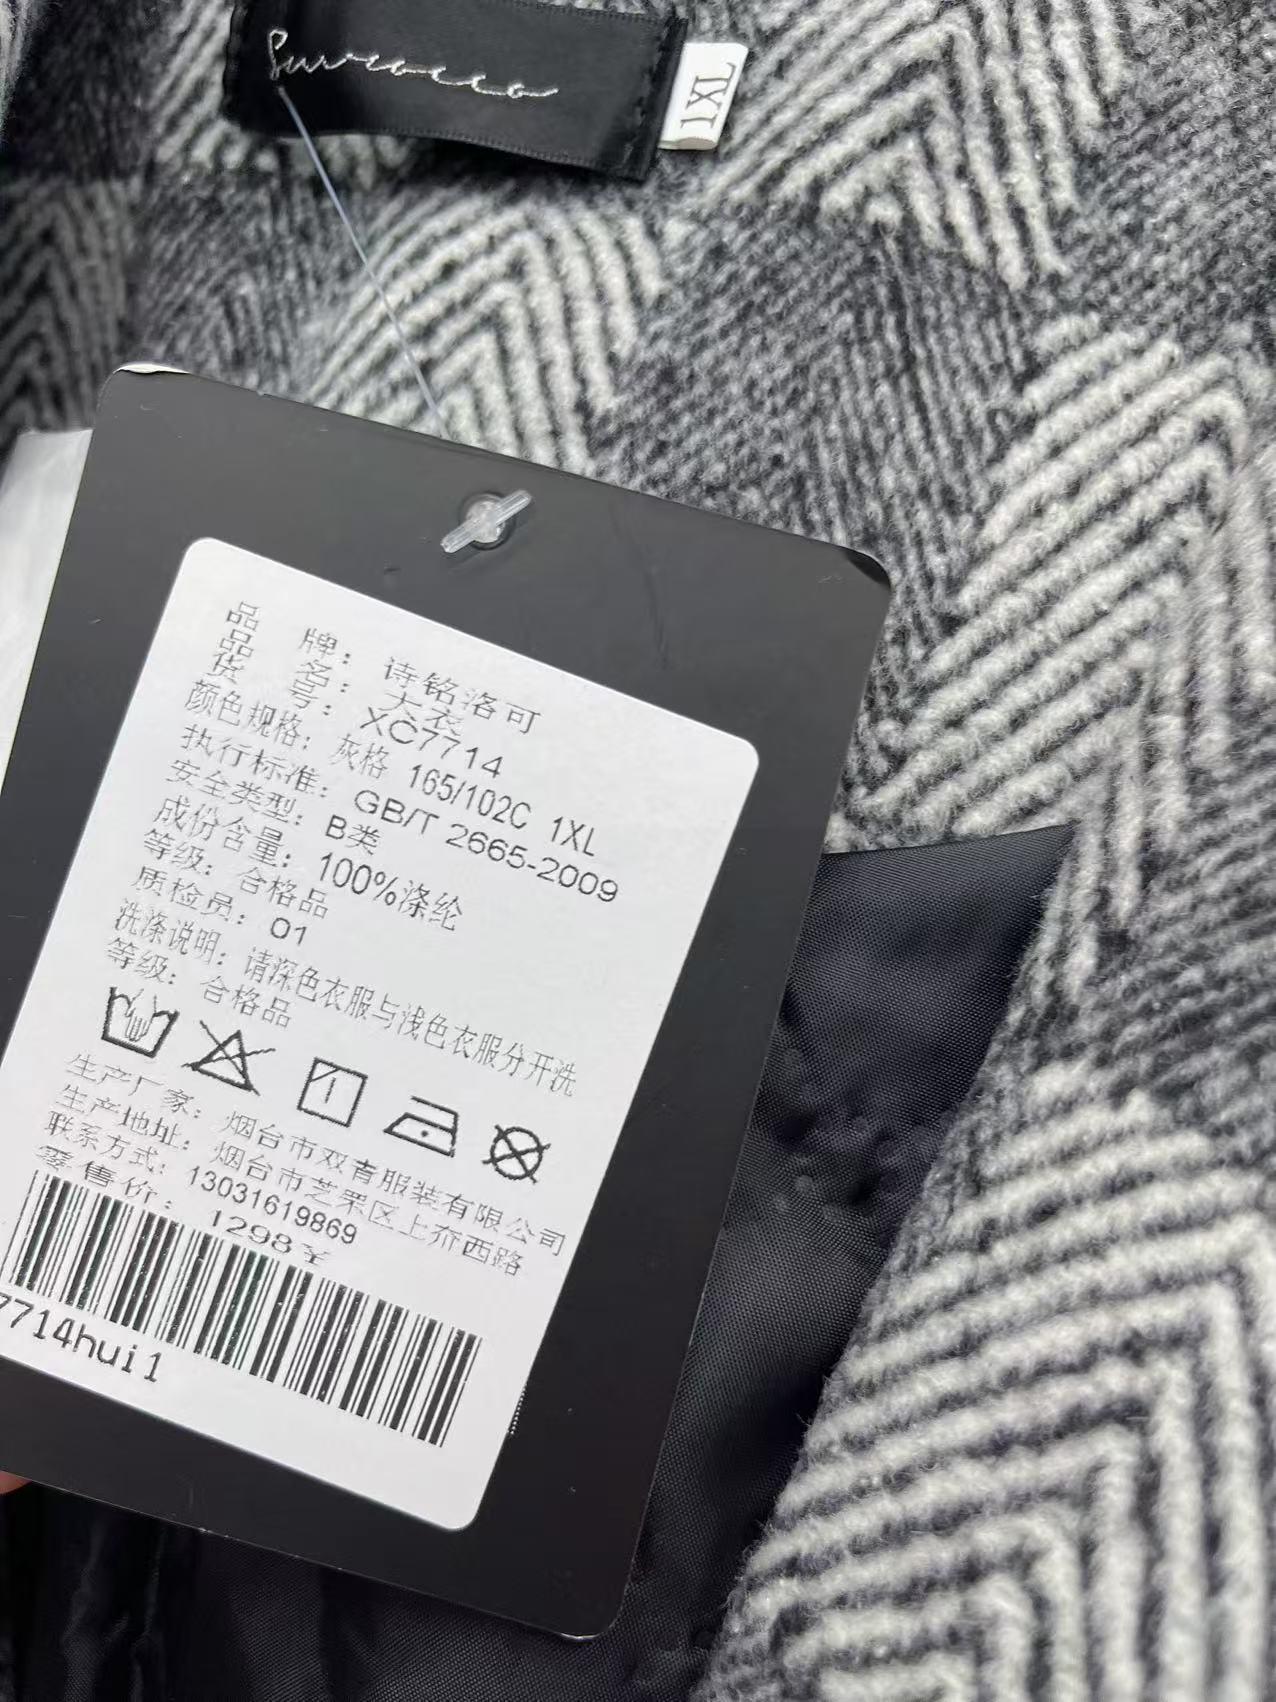 Surrocco
1XL
品牌：诗铭洛可
品名：大衣
货号：XC7714
颜色规格：灰格 165/102C 1XL
执行标准：GB/T 2665-2009
安全类型：B类
成份含量：100%涤纶
等级：合格品
质检员：01
洗涤说明：请深色衣服与浅色衣服分开洗
等级：合格品
生产厂家：烟台市双青服装有限公司
生产地址：烟台市芝罘区上夼西路
联系方式：13031619869
零售价：1298￥
7714hui1